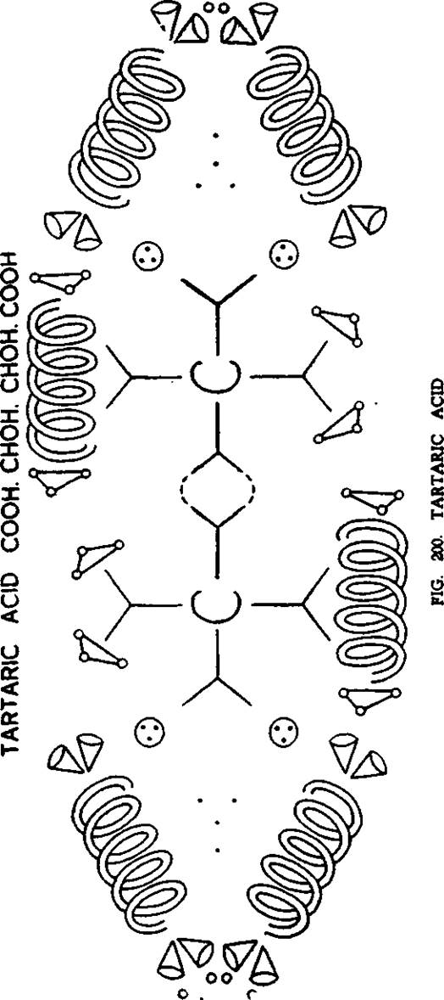 TARTARIC ACID COOH. CHOH. CHOH. COOH
C
C
FIG. 200. TARTARIC ACID